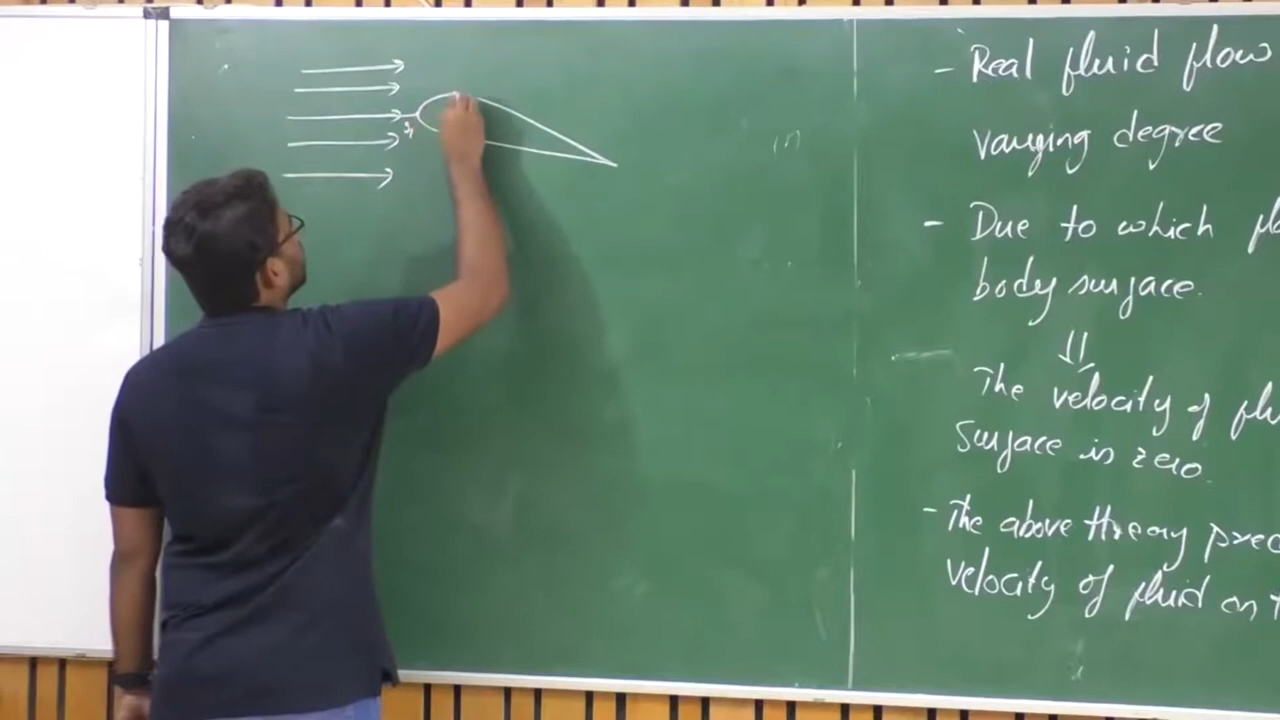 - Real fluid flow
varying degree
- Due to which
body surface.
The velocity of
Surface is zero.
- The above theory
velocity of fluid on